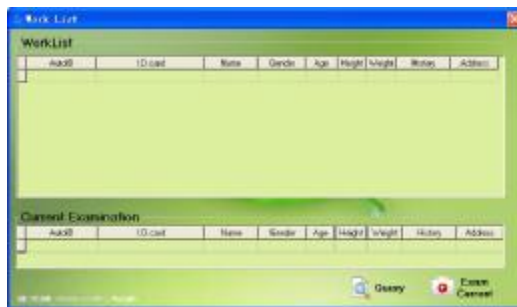 Work List
WorkList
AutoID I.D.card Name Gender Age Height Weight History Address
Current Examination
AutoID I.D.card Name Gender Age Height Weight History Address
Query
Exam
Current